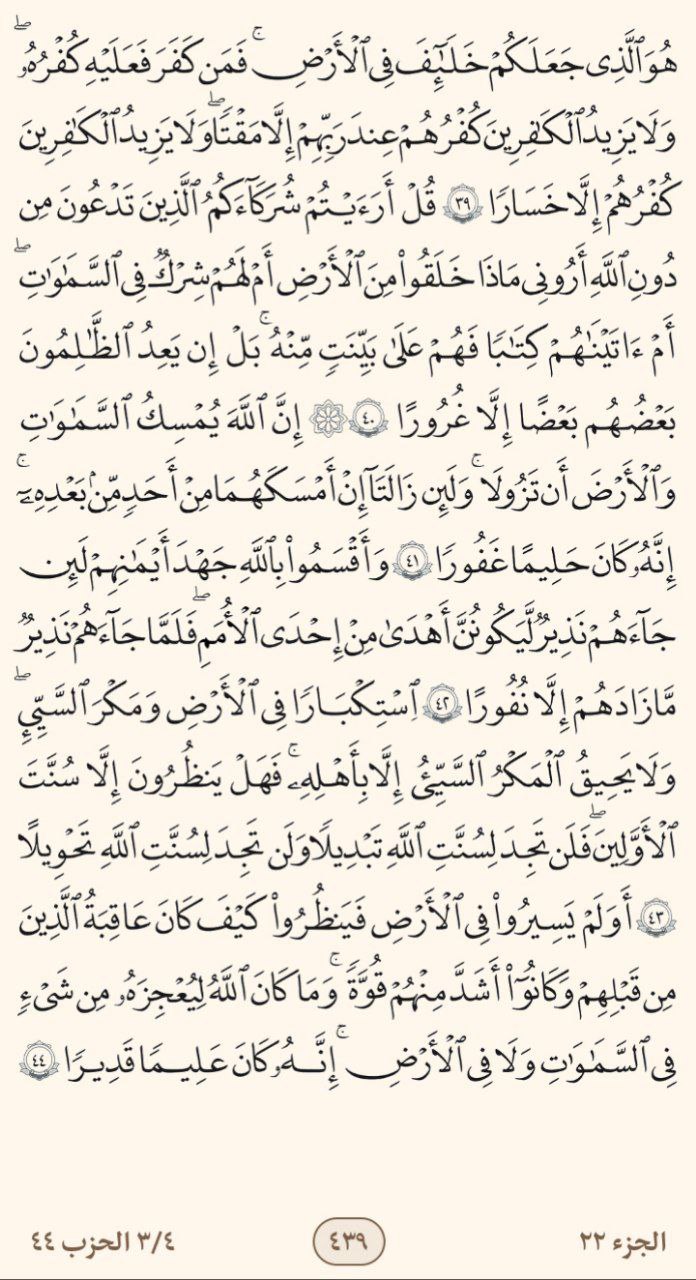 هُوَ ٱلَّذِى جَعَلَكُمْ خَلَـٰٓئِفَ فِى ٱلْأَرْضِ ۚ فَمَن كَفَرَ فَعَلَيْهِ كُفْرُهُۥ ۖ
وَلَا يَزِيدُ ٱلْكَـٰفِرِينَ كُفْرُهُمْ عِندَ رَبِّهِمْ إِلَّا مَقْتًا ۖ وَلَا يَزِيدُ ٱلْكَـٰفِرِينَ
كُفْرُهُمْ إِلَّا خَسَارًا ٣٩ قُلْ أَرَءَيْتُمْ شُرَكَآءَكُمُ ٱلَّذِينَ تَدْعُونَ مِن
دُونِ ٱللَّهِ أَرُونِى مَاذَا خَلَقُوا۟ مِنَ ٱلْأَرْضِ أَمْ لَهُمْ شِرْكٌ فِى ٱلسَّمَـٰوَٰتِ ۖ
أَمْ ءَاتَيْنَـٰهُمْ كِتَـٰبًا فَهُمْ عَلَىٰ بَيِّنَتٍ مِّنْهُ ۚ بَلْ إِن يَعِدُ ٱلظَّـٰلِمُونَ
بَعْضُهُم بَعْضًا إِلَّا غُرُورًا ٤٠ ۞ إِنَّ ٱللَّهَ يُمْسِكُ ٱلسَّمَـٰوَٰتِ
وَٱلْأَرْضَ أَن تَزُولَا ۚ وَلَئِن زَالَتَآ إِنْ أَمْسَكَهُمَا مِنْ أَحَدٍ مِّنۢ بَعْدِهِۦٓ ۚ
إِنَّهُۥ كَانَ حَلِيمًا غَفُورًا ٤١ وَأَقْسَمُوا۟ بِٱللَّهِ جَهْدَ أَيْمَـٰنِهِمْ لَئِن
جَآءَهُمْ نَذِيرٌ لَّيَكُونُنَّ أَهْدَىٰ مِنْ إِحْدَى ٱلْأُمَمِ ۖ فَلَمَّا جَآءَهُمْ نَذِيرٌ
مَّا زَادَهُمْ إِلَّا نُفُورًا ٤٢ ٱسْتِكْبَارًا فِى ٱلْأَرْضِ وَمَكْرَ ٱلسَّيِّئِ ۖ
وَلَا يَحِيقُ ٱلْمَكْرُ ٱلسَّيِّئُ إِلَّا بِأَهْلِهِۦ ۚ فَهَلْ يَنظُرُونَ إِلَّا سُنَّتَ
ٱلْأَوَّلِينَ ۖ فَلَن تَجِدَ لِسُنَّتِ ٱللَّهِ تَبْدِيلًا وَلَن تَجِدَ لِسُنَّتِ ٱللَّهِ تَحْوِيلًا
٤٣ أَوَلَمْ يَسِيرُوا۟ فِى ٱلْأَرْضِ فَيَنظُرُوا۟ كَيْفَ كَانَ عَـٰقِبَةُ ٱلَّذِينَ
مِن قَبْلِهِمْ وَكَانُوٓا۟ أَشَدَّ مِنْهُمْ قُوَّةً ۚ وَمَا كَانَ ٱللَّهُ لِيُعْجِزَهُۥ مِن شَىْءٍ
فِى ٱلسَّمَـٰوَٰتِ وَلَا فِى ٱلْأَرْضِ ۚ إِنَّهُۥ كَانَ عَلِيمًا قَدِيرًا ٤٤
الجزء ٢٢ ٤٣٩ ٣/٤ الحزب ٤٤